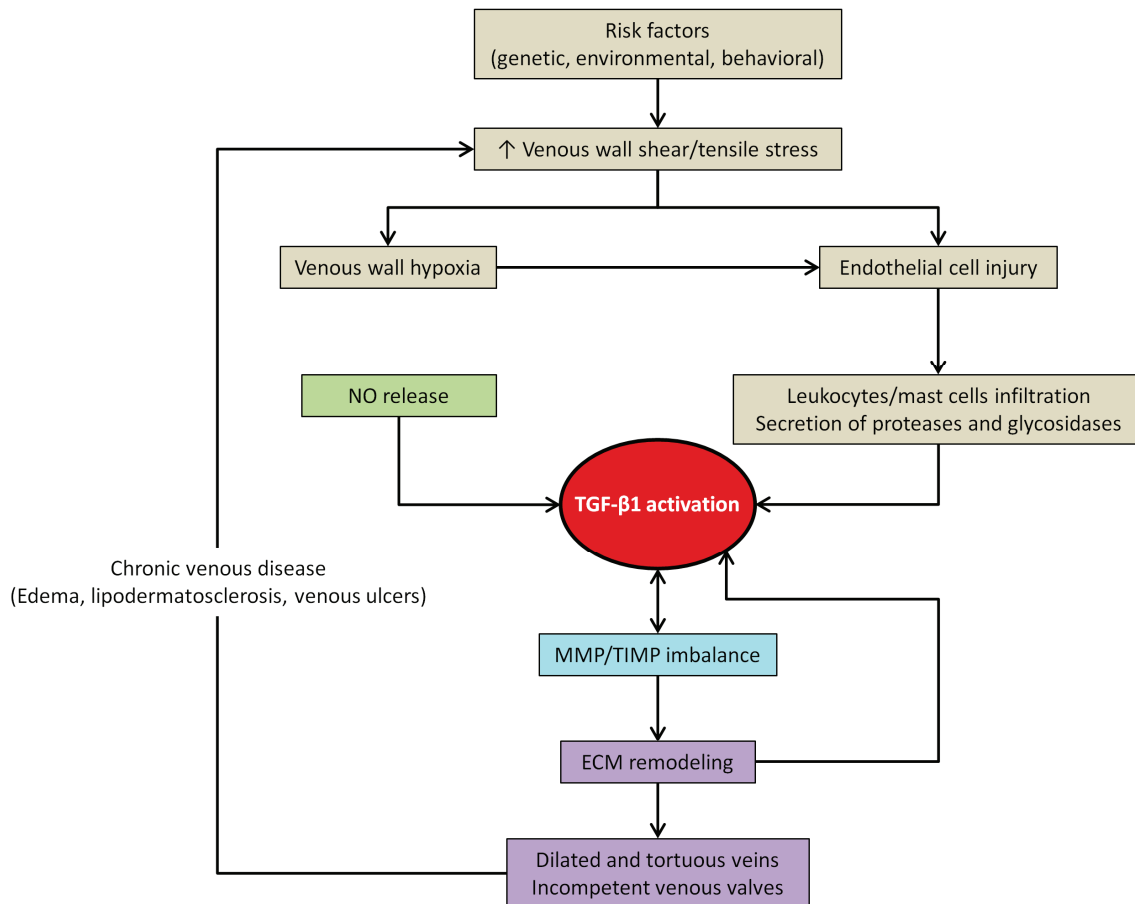 Risk factors
(genetic, environmental, behavioral)
↑ Venous wall shear/tensile stress
Venous wall hypoxia
Endothelial cell injury
NO release
Leukocytes/mast cells infiltration
Secretion of proteases and glycosidases
TGF-β1 activation
Chronic venous disease
(Edema, lipodermatosclerosis, venous ulcers)
MMP/TIMP imbalance
ECM remodeling
Dilated and tortuous veins
Incompetent venous valves